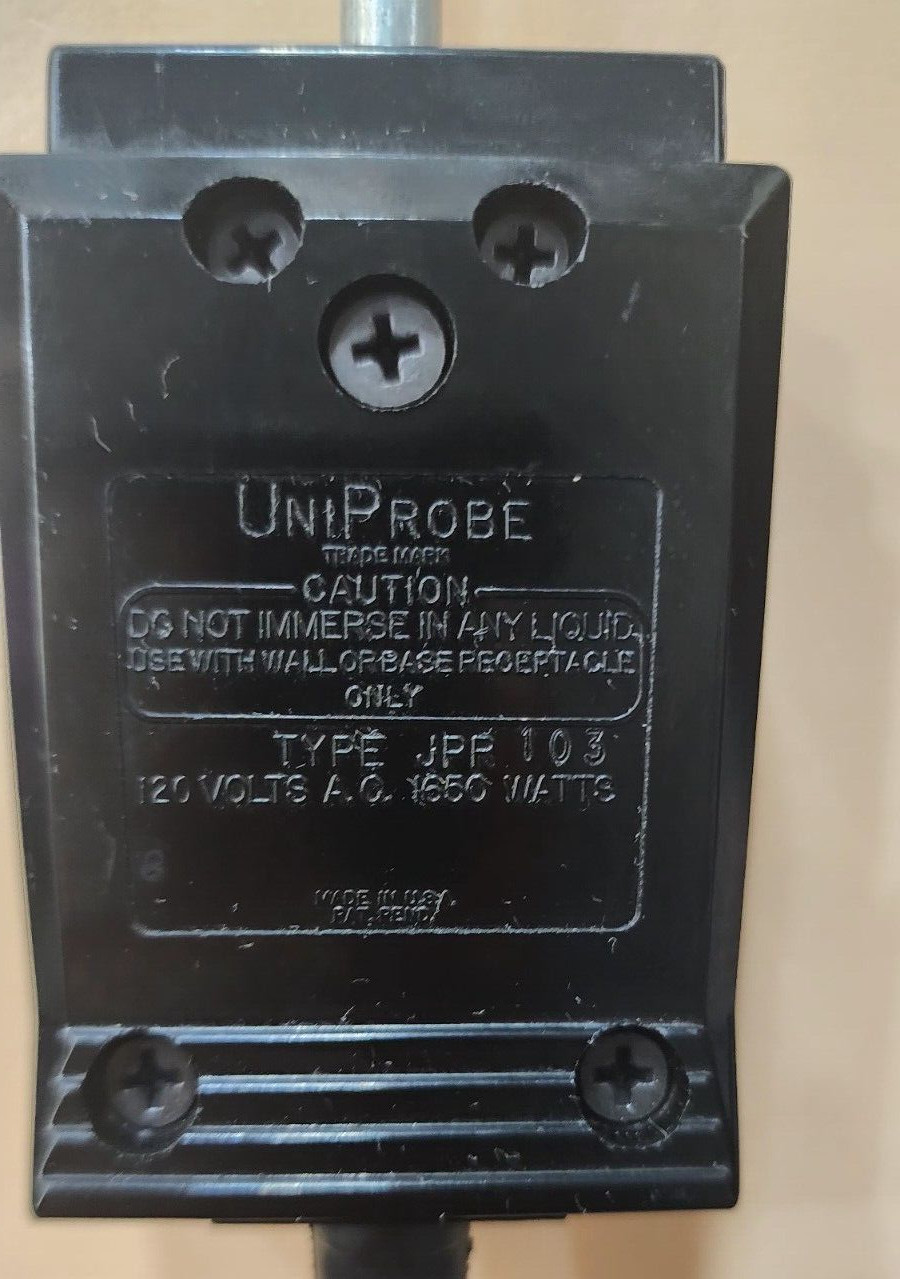 UNIPROBE
TRADE MARK
CAUTION
DO NOT IMMERSE IN ANY LIQUID
USE WITH WALL OR BASE RECEPTACLE
ONLY
TYPE JPR 103
120 VOLTS A.C. 1650 WATTS
6
MADE IN U.S.A.
PAT. PEND.